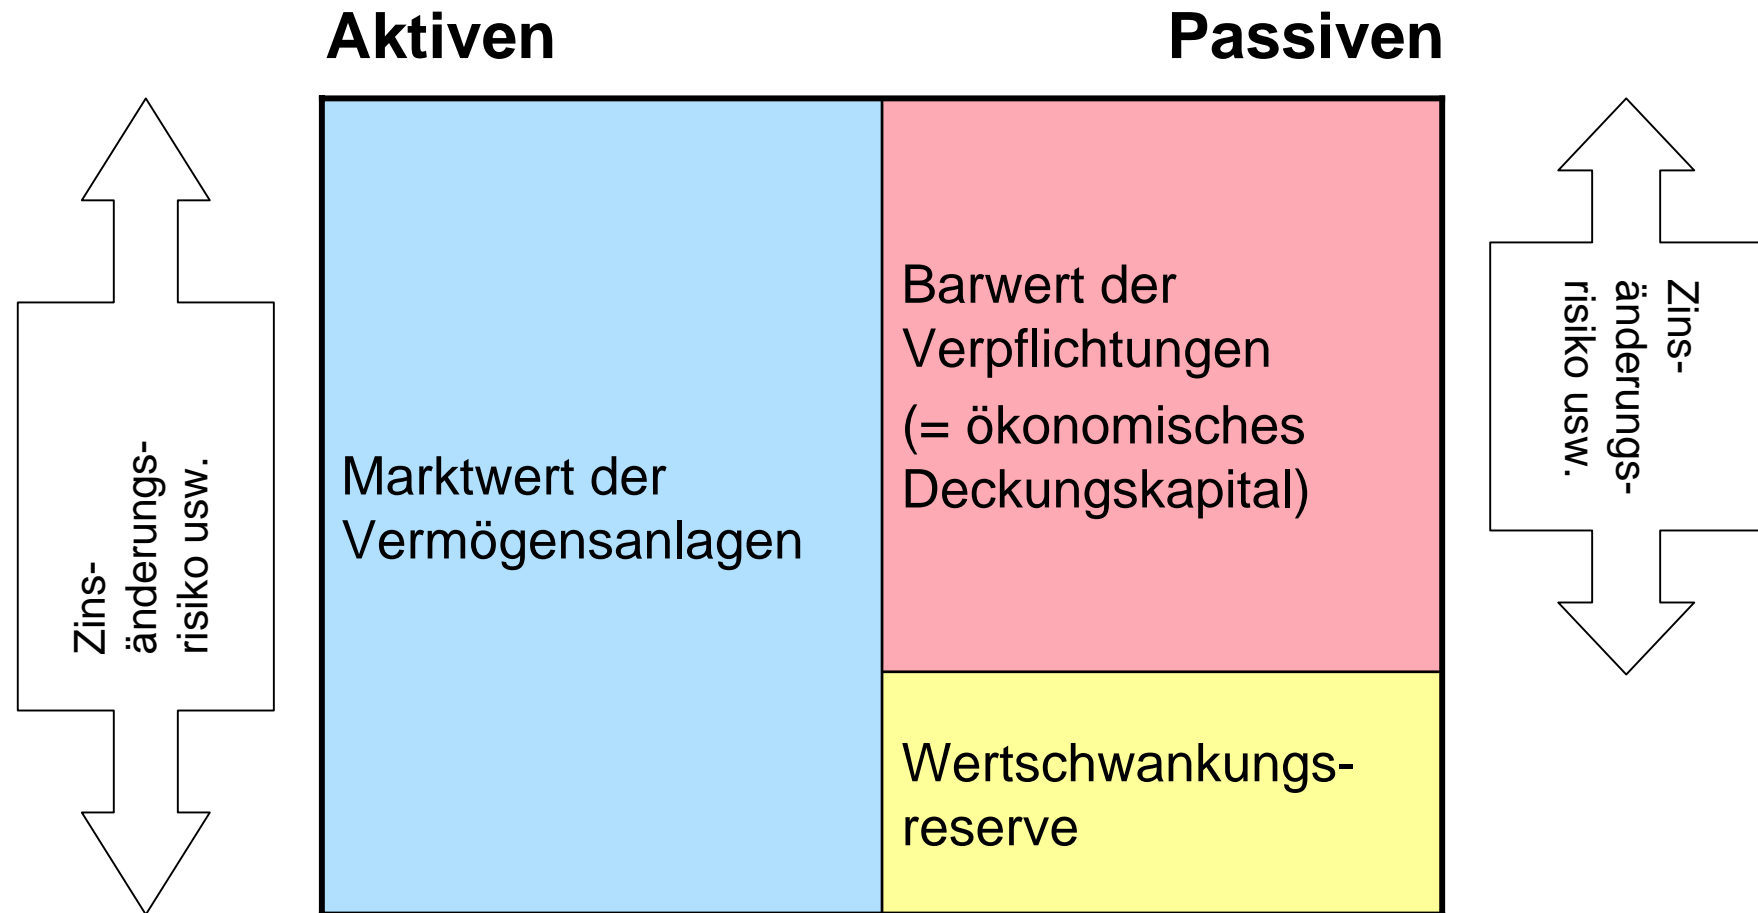 Aktiven
Passiven
Zins-
änderungs-
risiko usw.
Marktwert der
Vermögensanlagen
Barwert der
Verpflichtungen
(= ökonomisches
Deckungskapital)
Wertschwankungs-
reserve
Zins-
änderungs-
risiko usw.